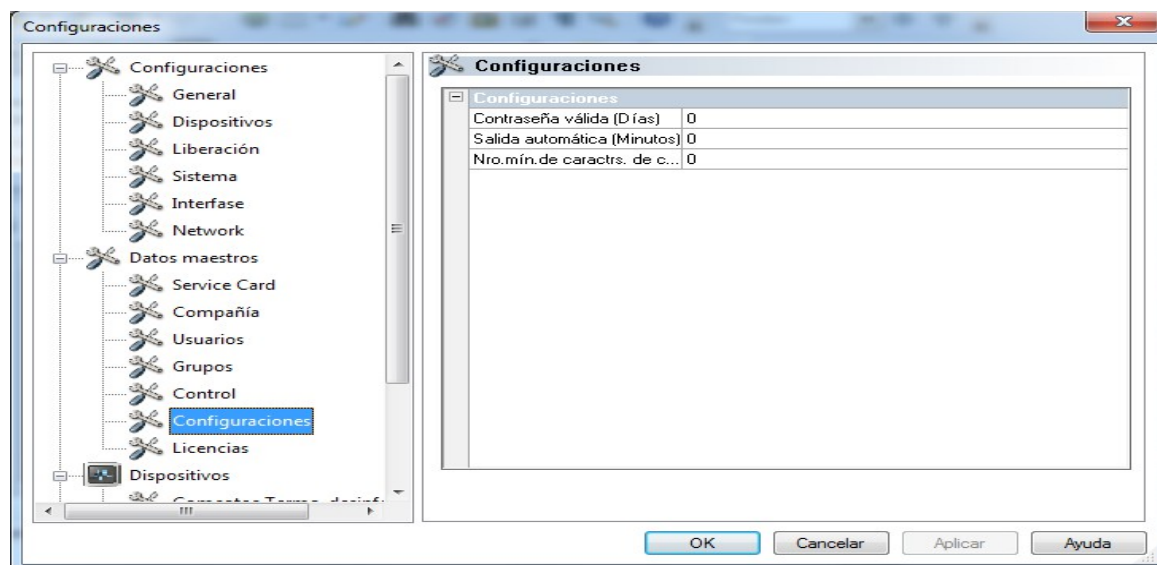 Configuraciones
Configuraciones
General
Dispositivos
Liberación
Sistema
Interfase
Network
Datos maestros
Service Card
Compañía
Usuarios
Grupos
Control
Configuraciones
Licencias
Dispositivos
Configuraciones
Configuraciones
Contraseña válida (Días) 0
Salida automática (Minutos) 0
Nro.mín.de caractrs. de c... 0
OK Cancelar Aplicar Ayuda